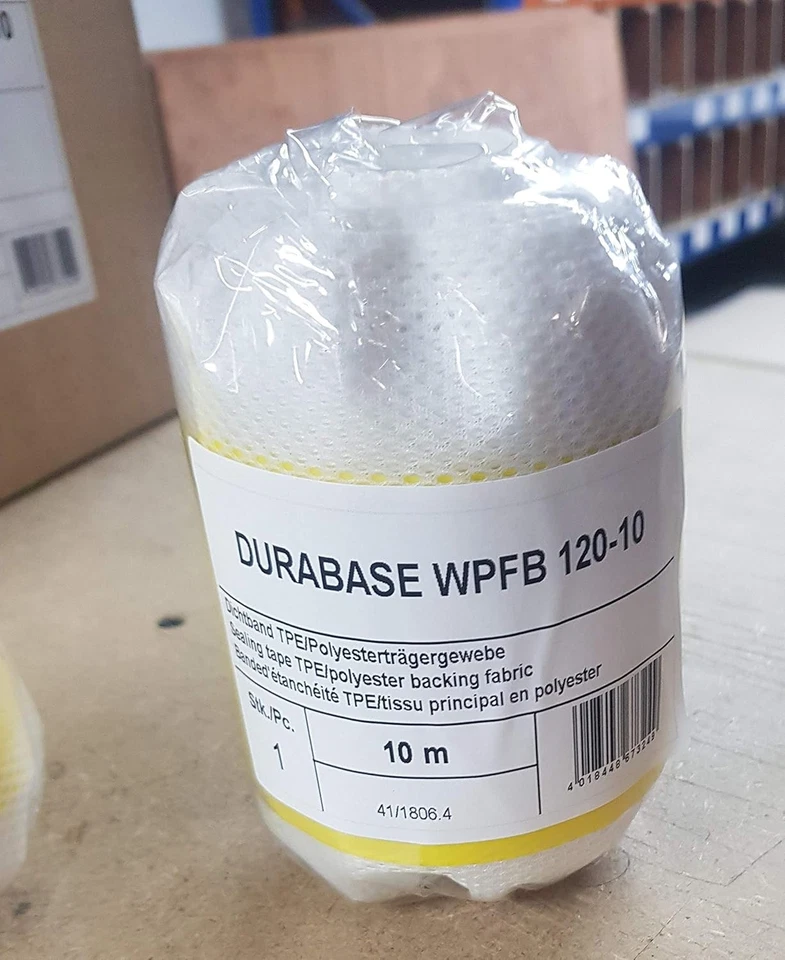 DURABASE WPFB 120-10
Dichtband TPE/Polyesterträgergewebe
Sealing tape TPE/polyester backing fabric
Banded'étanchéité TPE/tissu principal en polyester
Stk./Pc.
1
10 m
41/1806.4